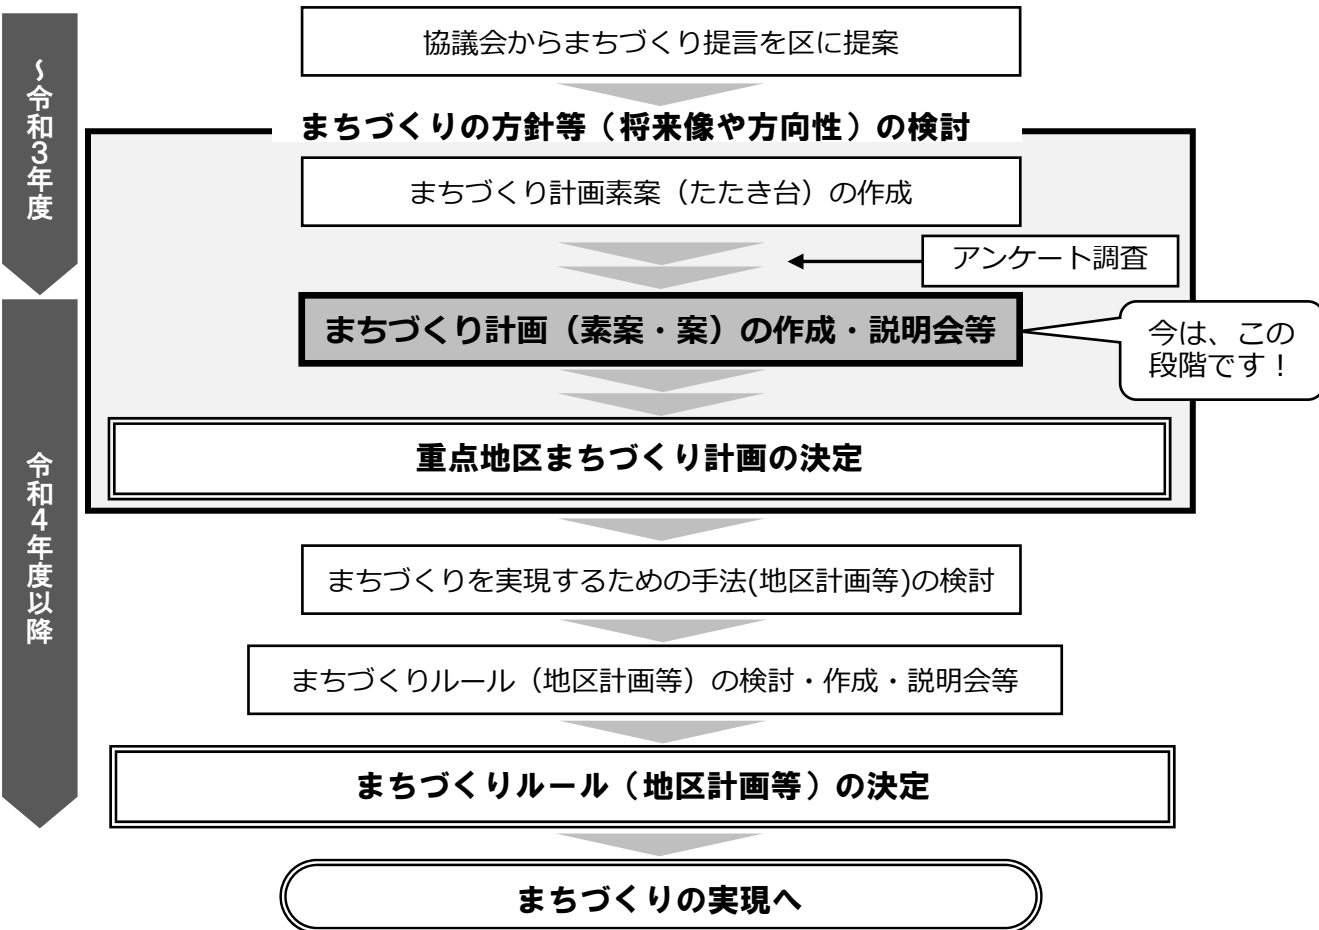 ～令和３年度
協議会からまちづくり提言を区に提案
まちづくりの方針等（将来像や方向性）の検討
まちづくり計画素案（たたき台）の作成
アンケート調査
まちづくり計画（素案・案）の作成・説明会等
今は、この
段階です！
重点地区まちづくり計画の決定
令和４年度以降
まちづくりを実現するための手法(地区計画等)の検討
まちづくりルール（地区計画等）の検討・作成・説明会等
まちづくりルール（地区計画等）の決定
まちづくりの実現へ